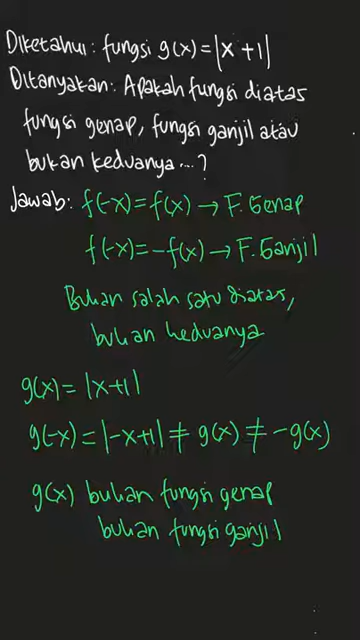 Diketahui: fungsi g(x) = |x + 1|
Ditanyakan: Apakah fungsi diatas
fungsi genap, fungsi ganjil atau
bukan keduanya...?
Jawab: f(-x) = f(x) → F. Genap
f(-x) = -f(x) → F. Ganjil
Bukan salah satu diatas,
bukan keduanya
g(x) = |x+1|
g(-x) = |-x+1| ≠ g(x) ≠ -g(x)
g(x) bukan fungsi genap
bukan fungsi ganjil